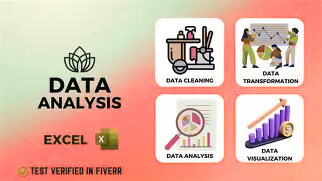 DATA
ANALYSIS
EXCEL
TEST VERIFIED IN FIVERR
DATA CLEANING
DATA
TRANSFORMATION
DATA ANALYSIS
DATA
VISUALIZATION